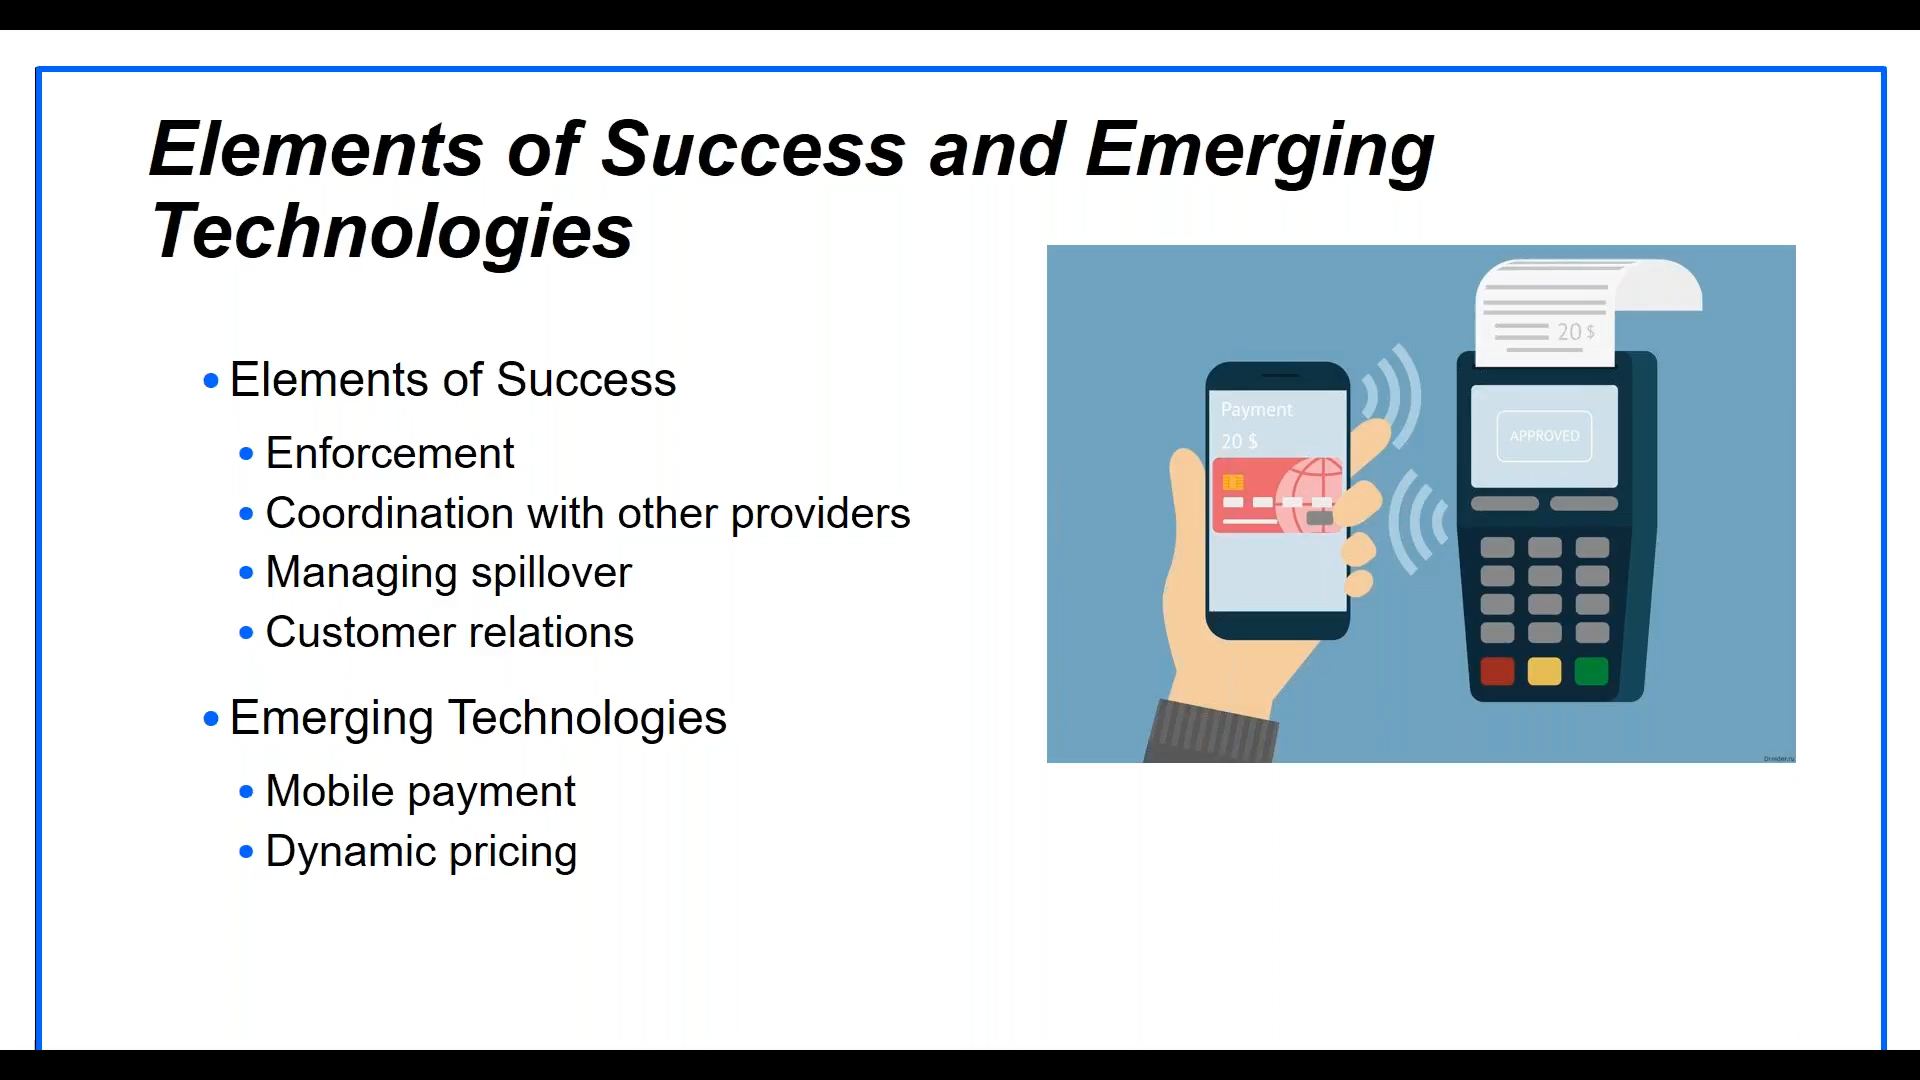 Elements of Success and Emerging
Technologies
• Elements of Success
• Enforcement
• Coordination with other providers
• Managing spillover
• Customer relations
• Emerging Technologies
• Mobile payment
• Dynamic pricing
Payment
20 $
20 $
APPROVED